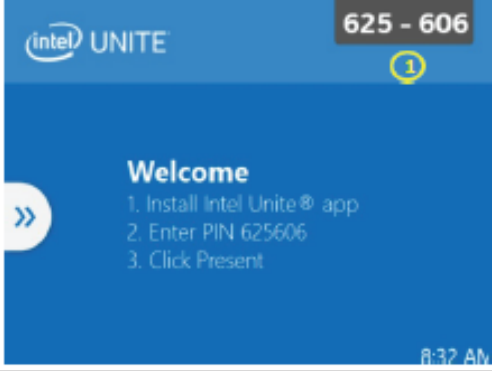 intel UNITE
625 - 606
1
Welcome
1. Install Intel Unite® app
2. Enter PIN 625606
3. Click Present
8:32 AM